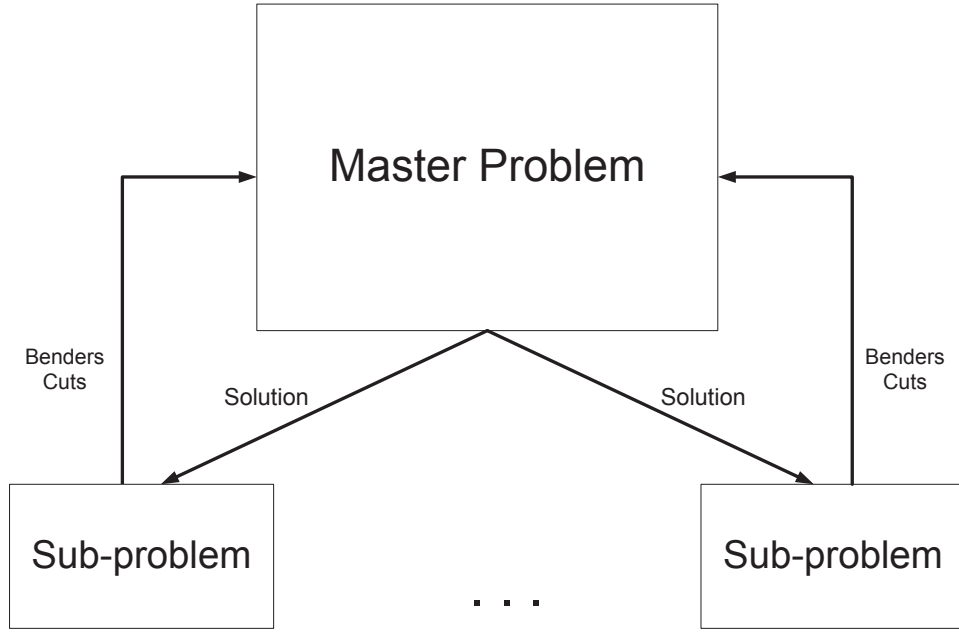 Master Problem
Benders
Cuts
Solution
Solution
Benders
Cuts
Sub-problem
. . .
Sub-problem